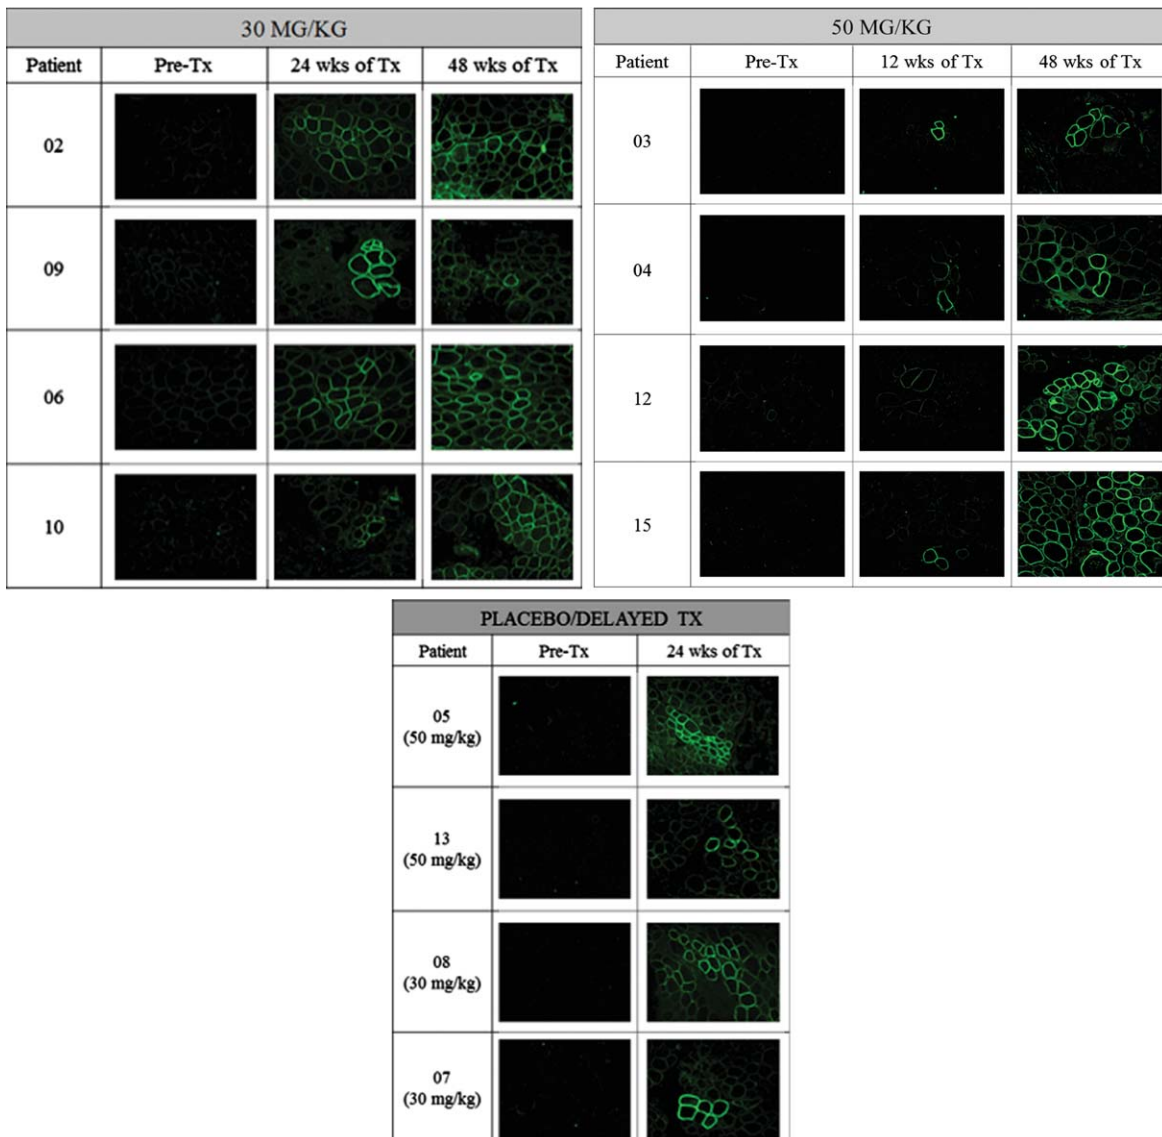 30 MG/KG
Patient Pre-Tx 24 wks of Tx 48 wks of Tx
02
09
06
10
50 MG/KG
Patient Pre-Tx 12 wks of Tx 48 wks of Tx
03
04
12
15
PLACEBO/DELAYED TX
Patient Pre-Tx 24 wks of Tx
05
(50 mg/kg)
13
(50 mg/kg)
08
(30 mg/kg)
07
(30 mg/kg)